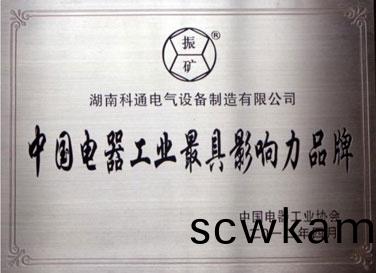 振
®
矿
湖南科通电气设备制造有限公司
中国电器工业最具影响力品牌
中国电器工业协会
年 月
scwkam